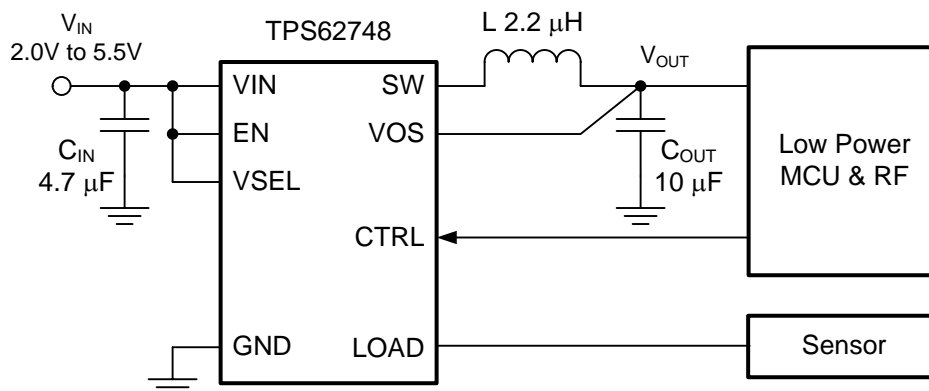 TPS62748
L 2.2 μH
VIN
2.0V to 5.5V
VOUT
VIN
SW
EN
VOS
VSEL
CIN
4.7 μF
COUT
10 μF
Low Power
MCU & RF
CTRL
GND
LOAD
Sensor